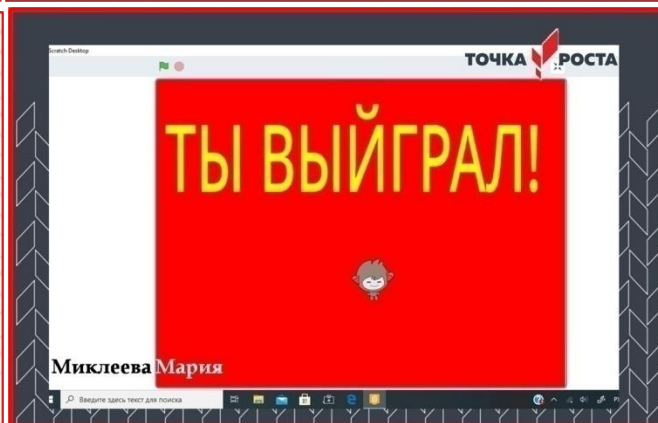 Scratch Desktop
ТОЧКА РОСТА
ТЫ ВЫЙГРАЛ!
Миклеева Мария
Введите здесь текст для поиска